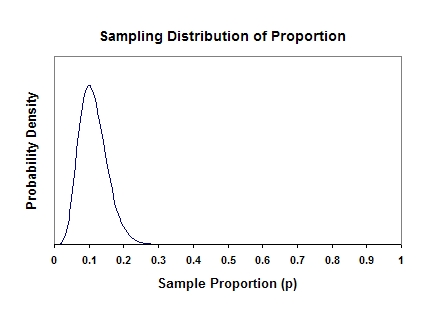 Sampling Distribution of Proportion
Probability Density
0 0.1 0.2 0.3 0.4 0.5 0.6 0.7 0.8 0.9 1
Sample Proportion (p)